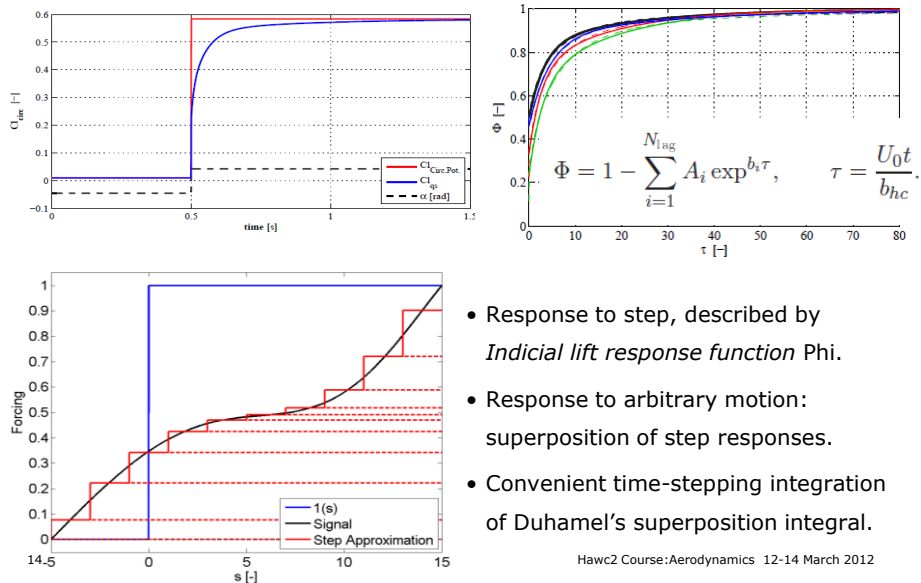 0.6
0.5
0.4
0.3
0.2
0.1
0
−0.1
Cl_circ [−]
Cl_Circ.Pot.
Cl_qs
α [rad]
0
0.5
1
1.5
time [s]
1
0.8
0.6
0.4
0.2
0
Φ [−]
Φ = 1 − ∑_{i=1}^{N_lag} A_i exp^{b_i τ}, τ = U_0 t / b_hc.
0 10 20 30 40 50 60 70 80
τ [−]
1
0.9
0.8
0.7
0.6
0.5
0.4
0.3
0.2
0.1
0
Forcing
1(s)
Signal
Step Approximation
14
-5 0 5 10 15
s [-]
• Response to step, described by
Indicial lift response function Phi.
• Response to arbitrary motion:
superposition of step responses.
• Convenient time-stepping integration
of Duhamel's superposition integral.
Hawc2 Course:Aerodynamics 12-14 March 2012